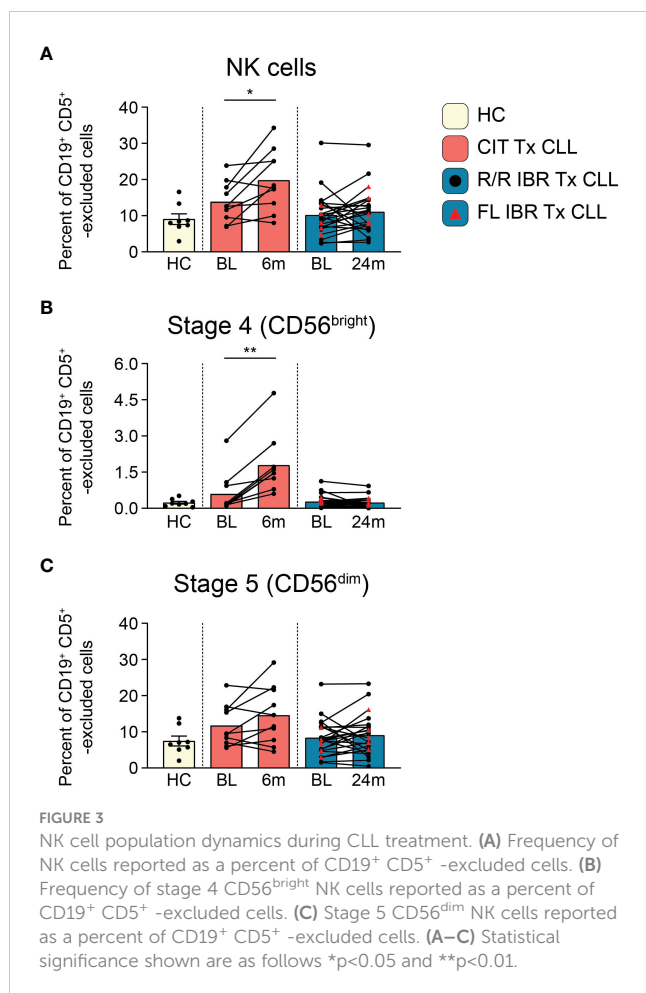 A
NK cells
Percent of CD19⁺ CD5⁺
-excluded cells
40
30
20
10
0
*
HC
BL
6m
BL
24m
HC
CIT Tx CLL
R/R IBR Tx CLL
FL IBR Tx CLL
B
Stage 4 (CD56ᵇʳⁱᵍʰᵗ)
Percent of CD19⁺ CD5⁺
-excluded cells
6.0
4.5
3.0
1.5
0.0
**
HC
BL
6m
BL
24m
C
Stage 5 (CD56ᵈⁱᵐ)
Percent of CD19⁺ CD5⁺
-excluded cells
40
30
20
10
0
HC
BL
6m
BL
24m
FIGURE 3
NK cell population dynamics during CLL treatment. (A) Frequency of
NK cells reported as a percent of CD19⁺ CD5⁺ -excluded cells. (B)
Frequency of stage 4 CD56ᵇʳⁱᵍʰᵗ NK cells reported as a percent of
CD19⁺ CD5⁺ -excluded cells. (C) Stage 5 CD56ᵈⁱᵐ NK cells reported
as a percent of CD19⁺ CD5⁺ -excluded cells. (A–C) Statistical
significance shown are as follows *p<0.05 and **p<0.01.